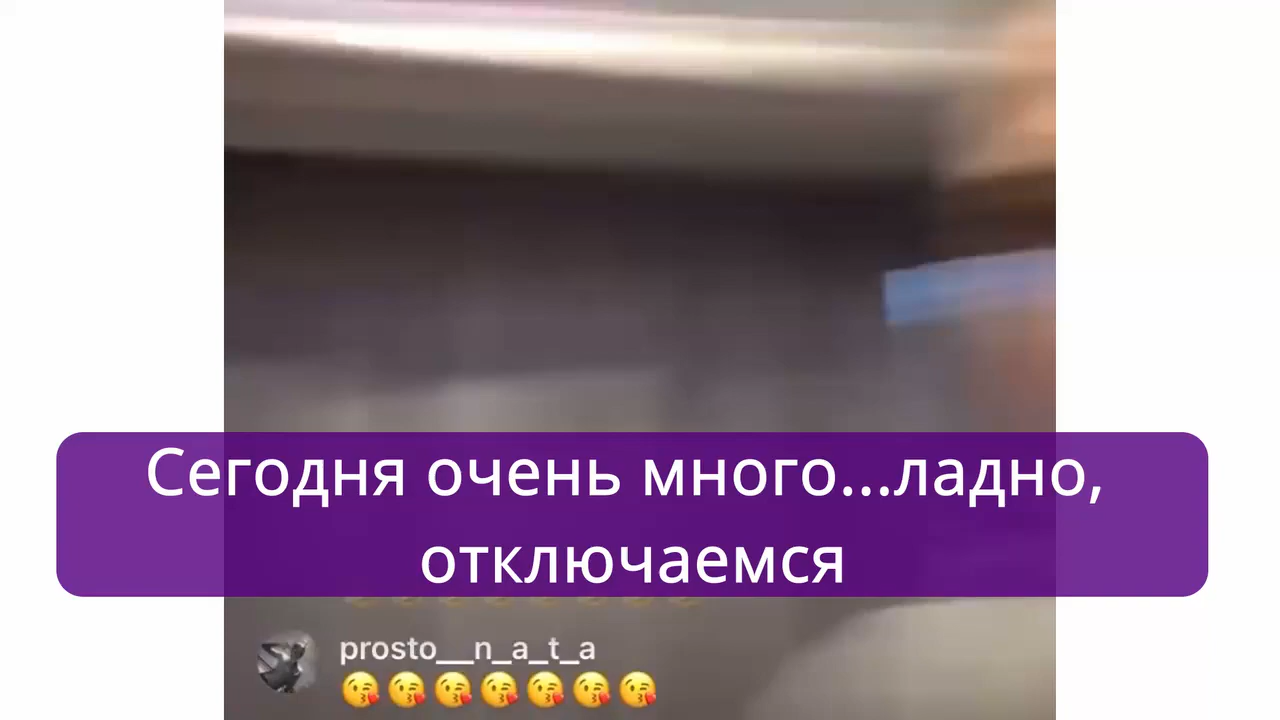 Сегодня очень много...ладно,
отключаемся
prosto__n_a_t_a
😘😘😘😘😘😘😘